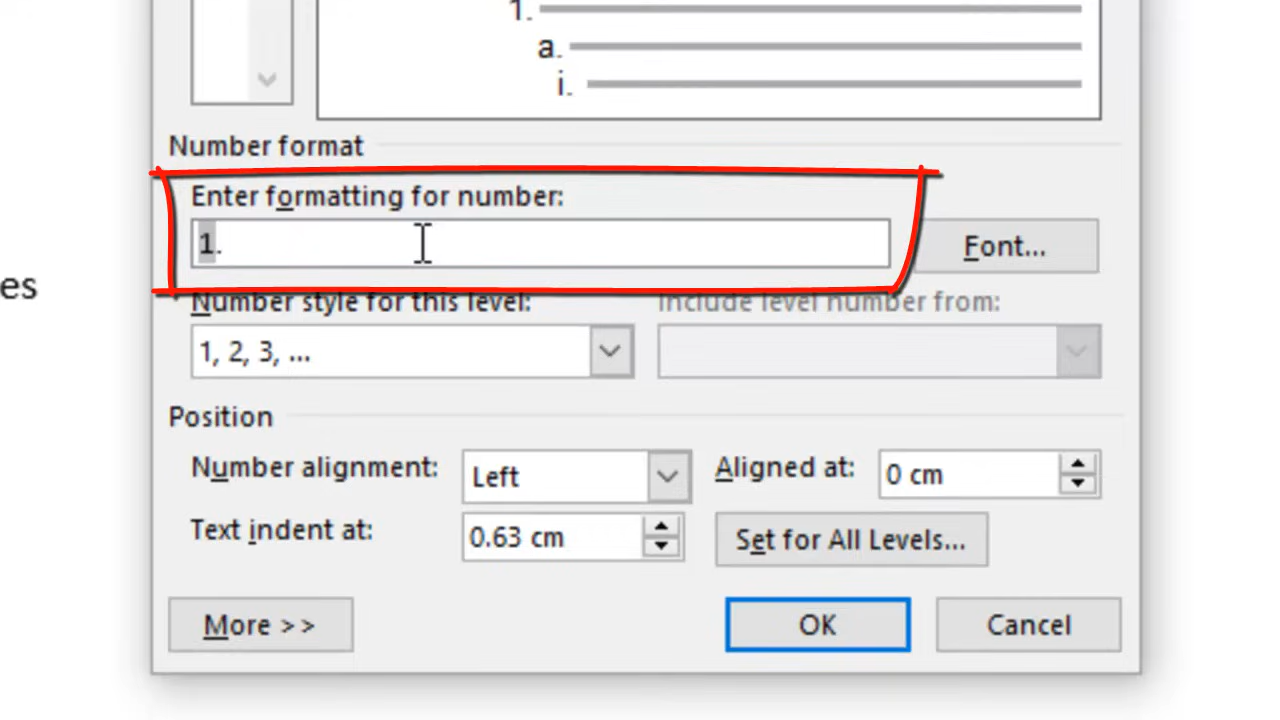 1.
a.
i.
Number format
Enter formatting for number:
1.
Font...
es
Number style for this level:
Include level number from:
1, 2, 3, ...
Position
Number alignment:
Left
Aligned at:
0 cm
Text indent at:
0.63 cm
Set for All Levels...
More >>
OK
Cancel